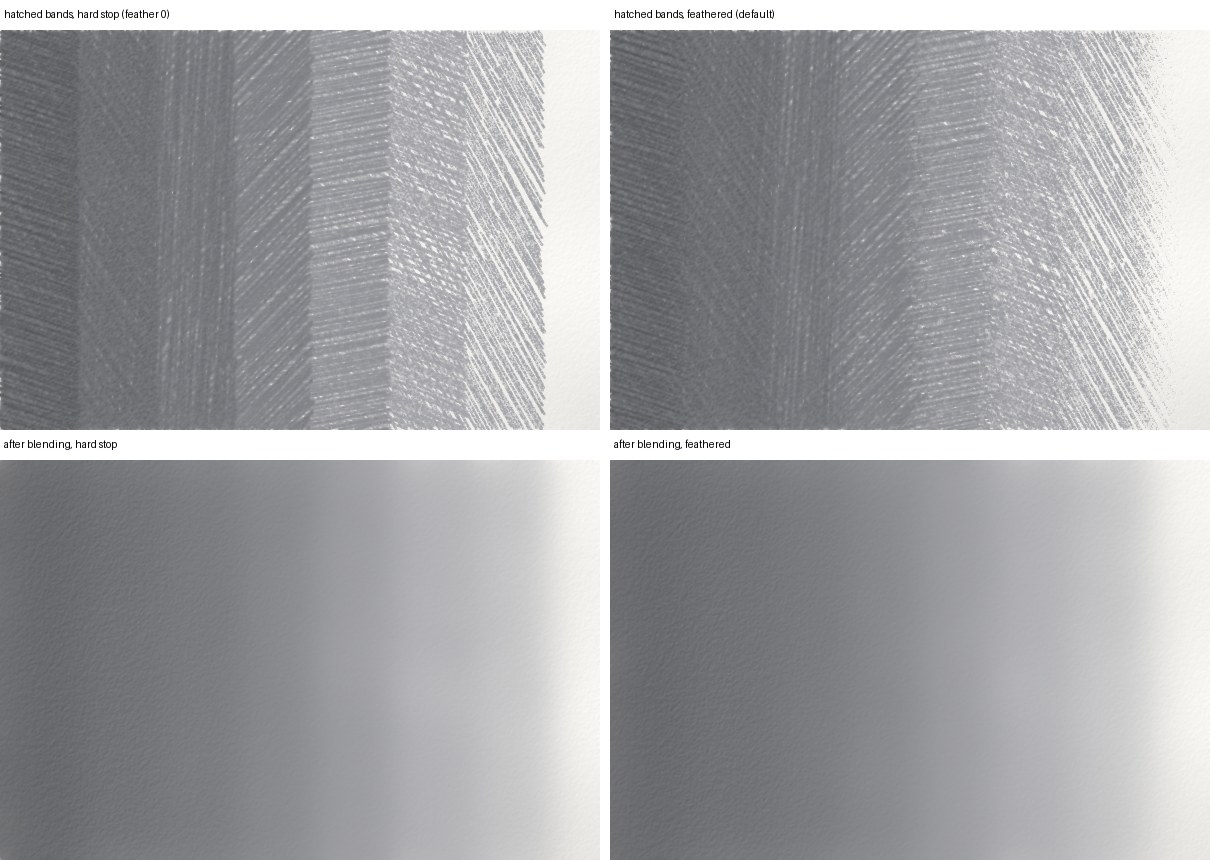 hatched bands, hard stop (feather 0)
hatched bands, feathered (default)
after blending, hard stop
after blending, feathered